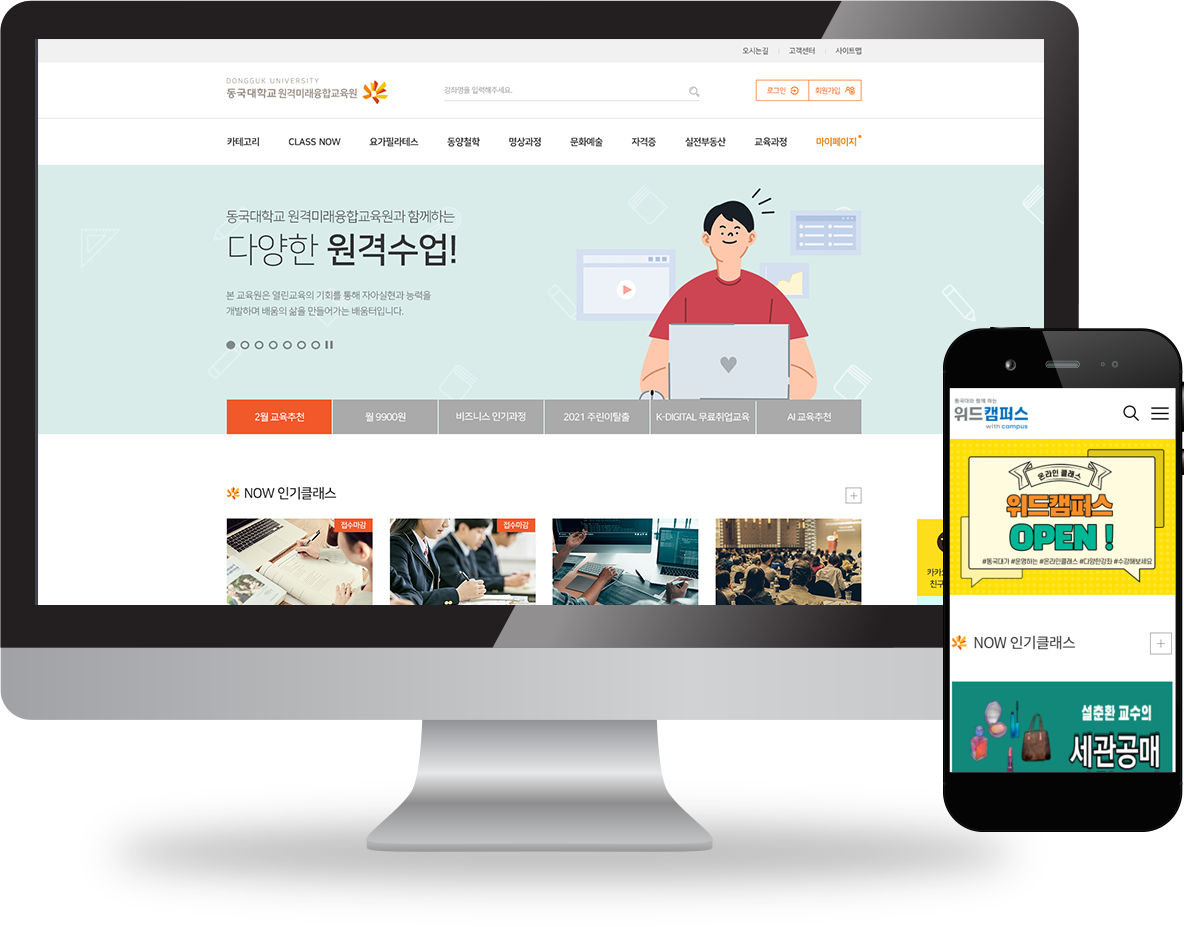 오시는길
고객센터
사이트맵
DONGGUK UNIVERSITY
동국대학교 원격미래융합교육원
강좌명을 입력해주세요.
로그인
회원가입
카테고리
CLASS NOW
요가필라테스
동양철학
명상과정
문화예술
자격증
실전부동산
교육과정
마이페이지
동국대학교 원격미래융합교육원과 함께하는
다양한 원격수업!
본 교육원은 열린교육의 기회를 통해 자아실현과 능력을
개발하며 배움의 삶을 만들어가는 배움터입니다.
2월 교육추천
월 9900원
비즈니스 인기과정
2021 주린이탈출
K-DIGITAL 무료취업교육
AI 교육추천
NOW 인기클래스
접수마감
접수마감
친구
동국대와 함께 하는
위드캠퍼스
with campus
온라인 클래스
위드캠퍼스
OPEN !
#동국대가 #운영하는 #온라인클래스 #다양한강좌 #수강해보세요
NOW 인기클래스
설춘환 교수의
세관공매